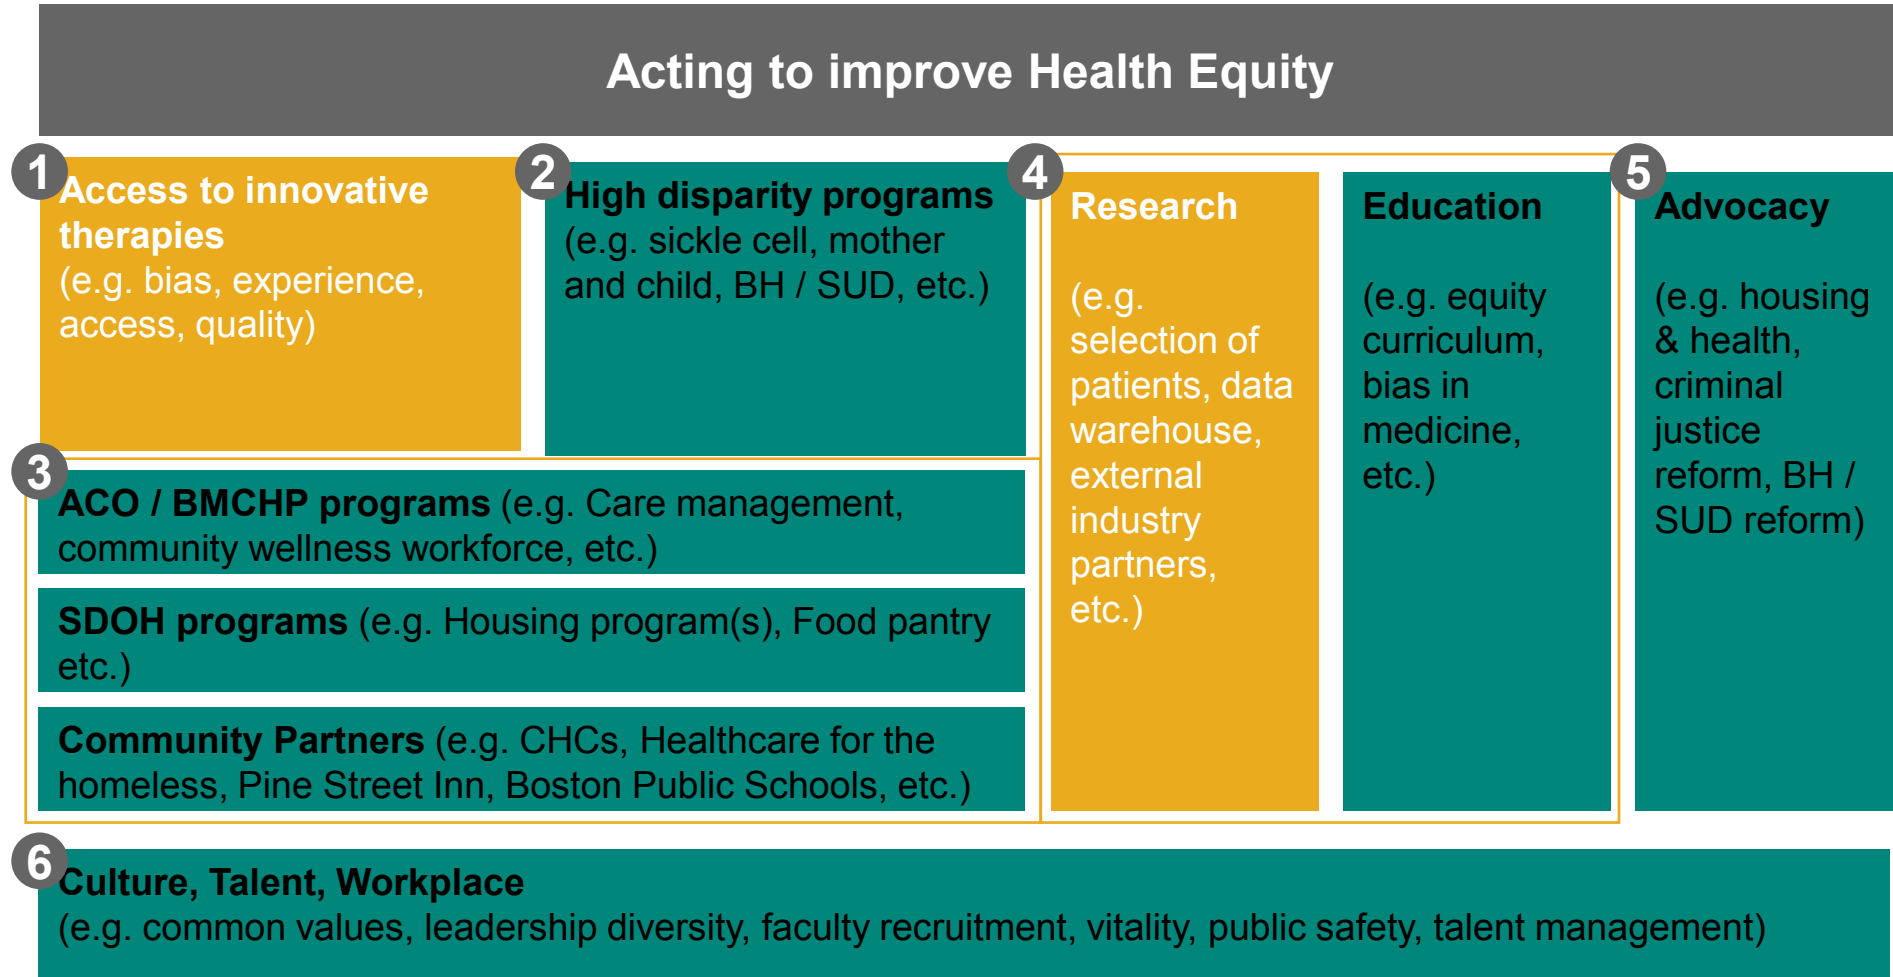 Acting to improve Health Equity
1
Access to innovative
therapies
(e.g. bias, experience,
access, quality)
2
High disparity programs
(e.g. sickle cell, mother
and child, BH / SUD, etc.)
3
ACO / BMCHP programs (e.g. Care management,
community wellness workforce, etc.)
SDOH programs (e.g. Housing program(s), Food pantry
etc.)
Community Partners (e.g. CHCs, Healthcare for the
homeless, Pine Street Inn, Boston Public Schools, etc.)
4
Research
(e.g.
selection of
patients, data
warehouse,
external
industry
partners,
etc.)
Education
(e.g. equity
curriculum,
bias in
medicine,
etc.)
5
Advocacy
(e.g. housing
& health,
criminal
justice
reform, BH /
SUD reform)
6
Culture, Talent, Workplace
(e.g. common values, leadership diversity, faculty recruitment, vitality, public safety, talent management)